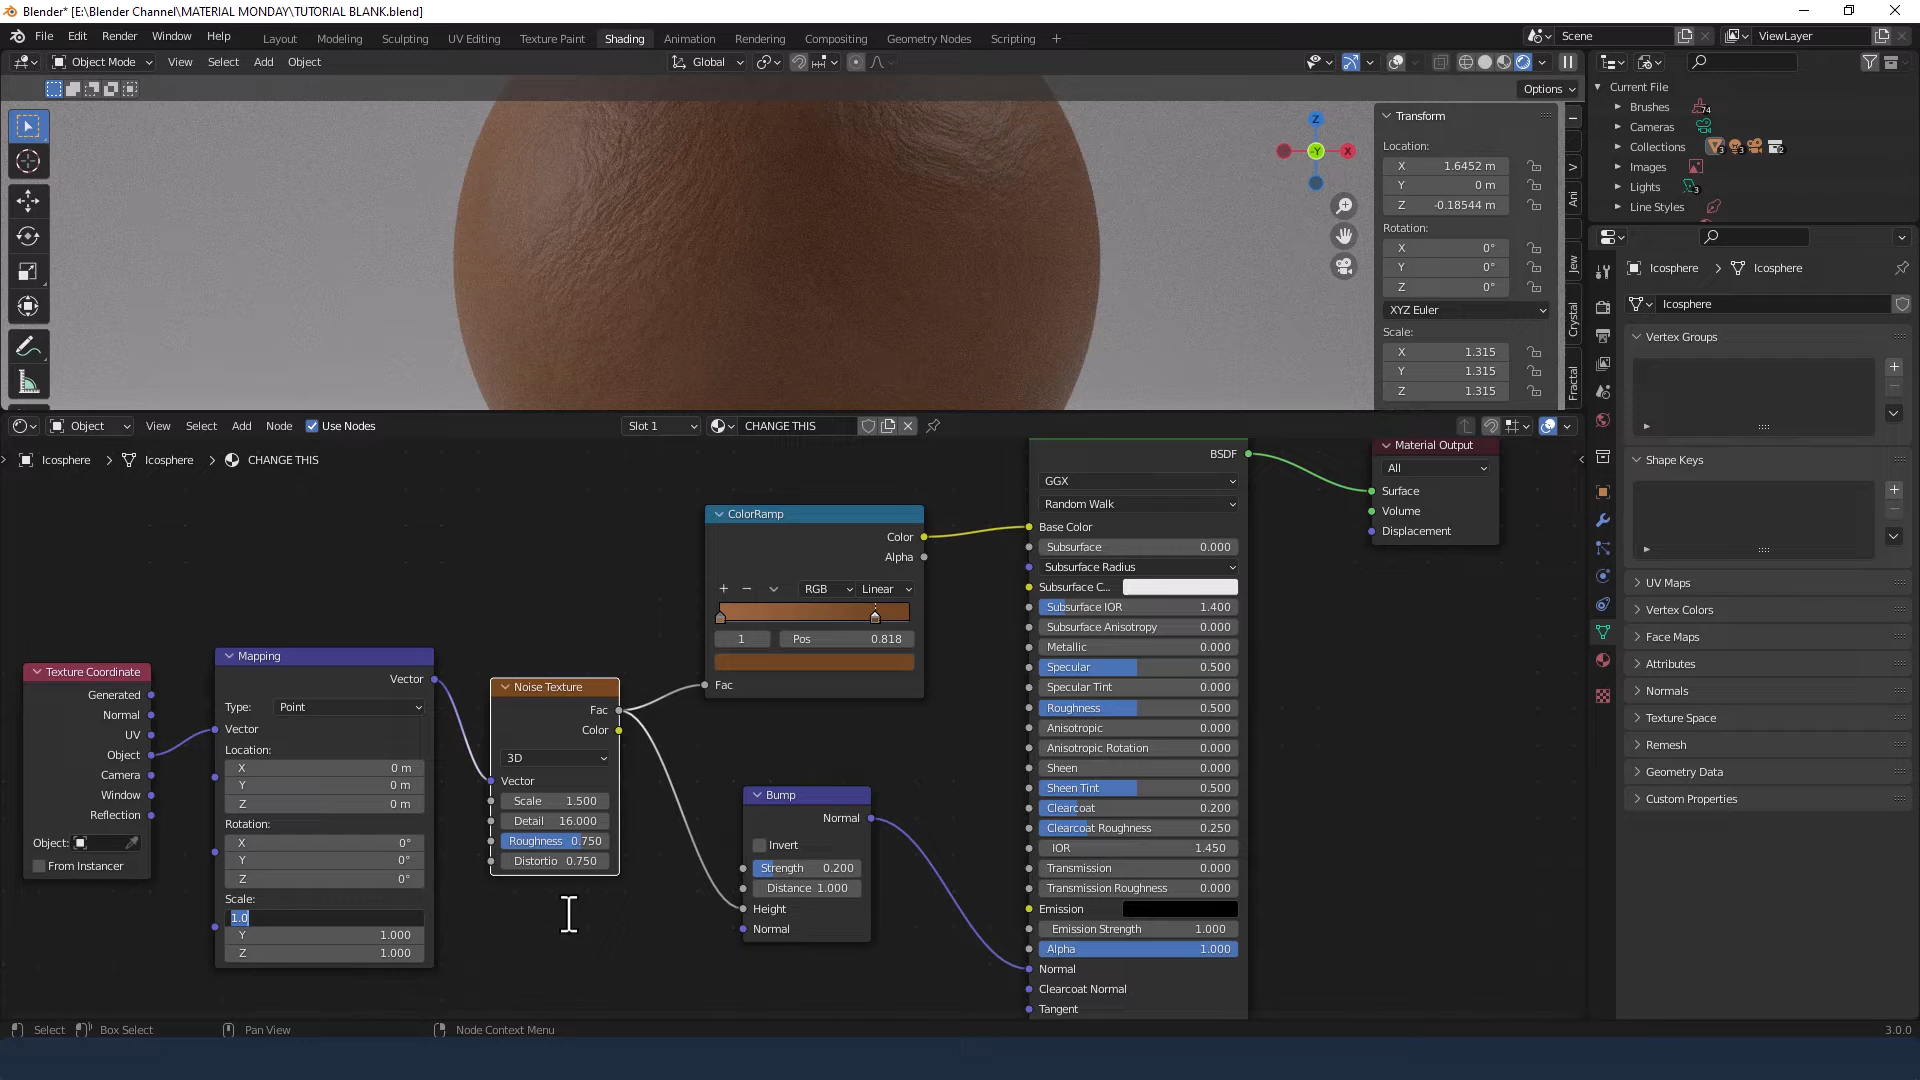 Blender* [E:\Blender Channel\MATERIAL MONDAY\TUTORIAL BLANK.blend]
File Edit Render Window Help
Layout Modeling Sculpting UV Editing Texture Paint Shading Animation Rendering Compositing Geometry Nodes Scripting +
Scene
ViewLayer
Object Mode View Select Add Object
Global
Options
Transform
Location:
X 1.6452 m
Y 0 m
Z -0.18544 m
Rotation:
X 0°
Y 0°
Z 0°
XYZ Euler
Scale:
X 1.315
Y 1.315
Z 1.315
Z
Y
X
V
Ani
Jew
Crystal
Fractal
Current File
Brushes 74
Cameras
Collections 3 3 2
Images
Lights 3
Line Styles
Icosphere > Icosphere
Icosphere
Vertex Groups
Shape Keys
UV Maps
Vertex Colors
Face Maps
Attributes
Normals
Texture Space
Remesh
Geometry Data
Custom Properties
Object View Select Add Node Use Nodes
Slot 1
CHANGE THIS
Icosphere > Icosphere > CHANGE THIS
Texture Coordinate
Generated
Normal
UV
Object
Camera
Window
Reflection
Object:
From Instancer
Mapping
Vector
Type: Point
Vector
Location:
X 0 m
Y 0 m
Z 0 m
Rotation:
X 0°
Y 0°
Z 0°
Scale:
1.0
Y 1.000
Z 1.000
Noise Texture
Fac
Color
3D
Vector
Scale 1.500
Detail 16.000
Roughness 0.750
Distortio 0.750
ColorRamp
Color
Alpha
+ − RGB Linear
1 Pos 0.818
Fac
Bump
Normal
Invert
Strength 0.200
Distance 1.000
Height
Normal
BSDF
GGX
Random Walk
Base Color
Subsurface 0.000
Subsurface Radius
Subsurface C...
Subsurface IOR 1.400
Subsurface Anisotropy 0.000
Metallic 0.000
Specular 0.500
Specular Tint 0.000
Roughness 0.500
Anisotropic 0.000
Anisotropic Rotation 0.000
Sheen 0.000
Sheen Tint 0.500
Clearcoat 0.200
Clearcoat Roughness 0.250
IOR 1.450
Transmission 0.000
Transmission Roughness 0.000
Emission
Emission Strength 1.000
Alpha 1.000
Normal
Clearcoat Normal
Tangent
Material Output
All
Surface
Volume
Displacement
Select Box Select Pan View Node Context Menu
3.0.0